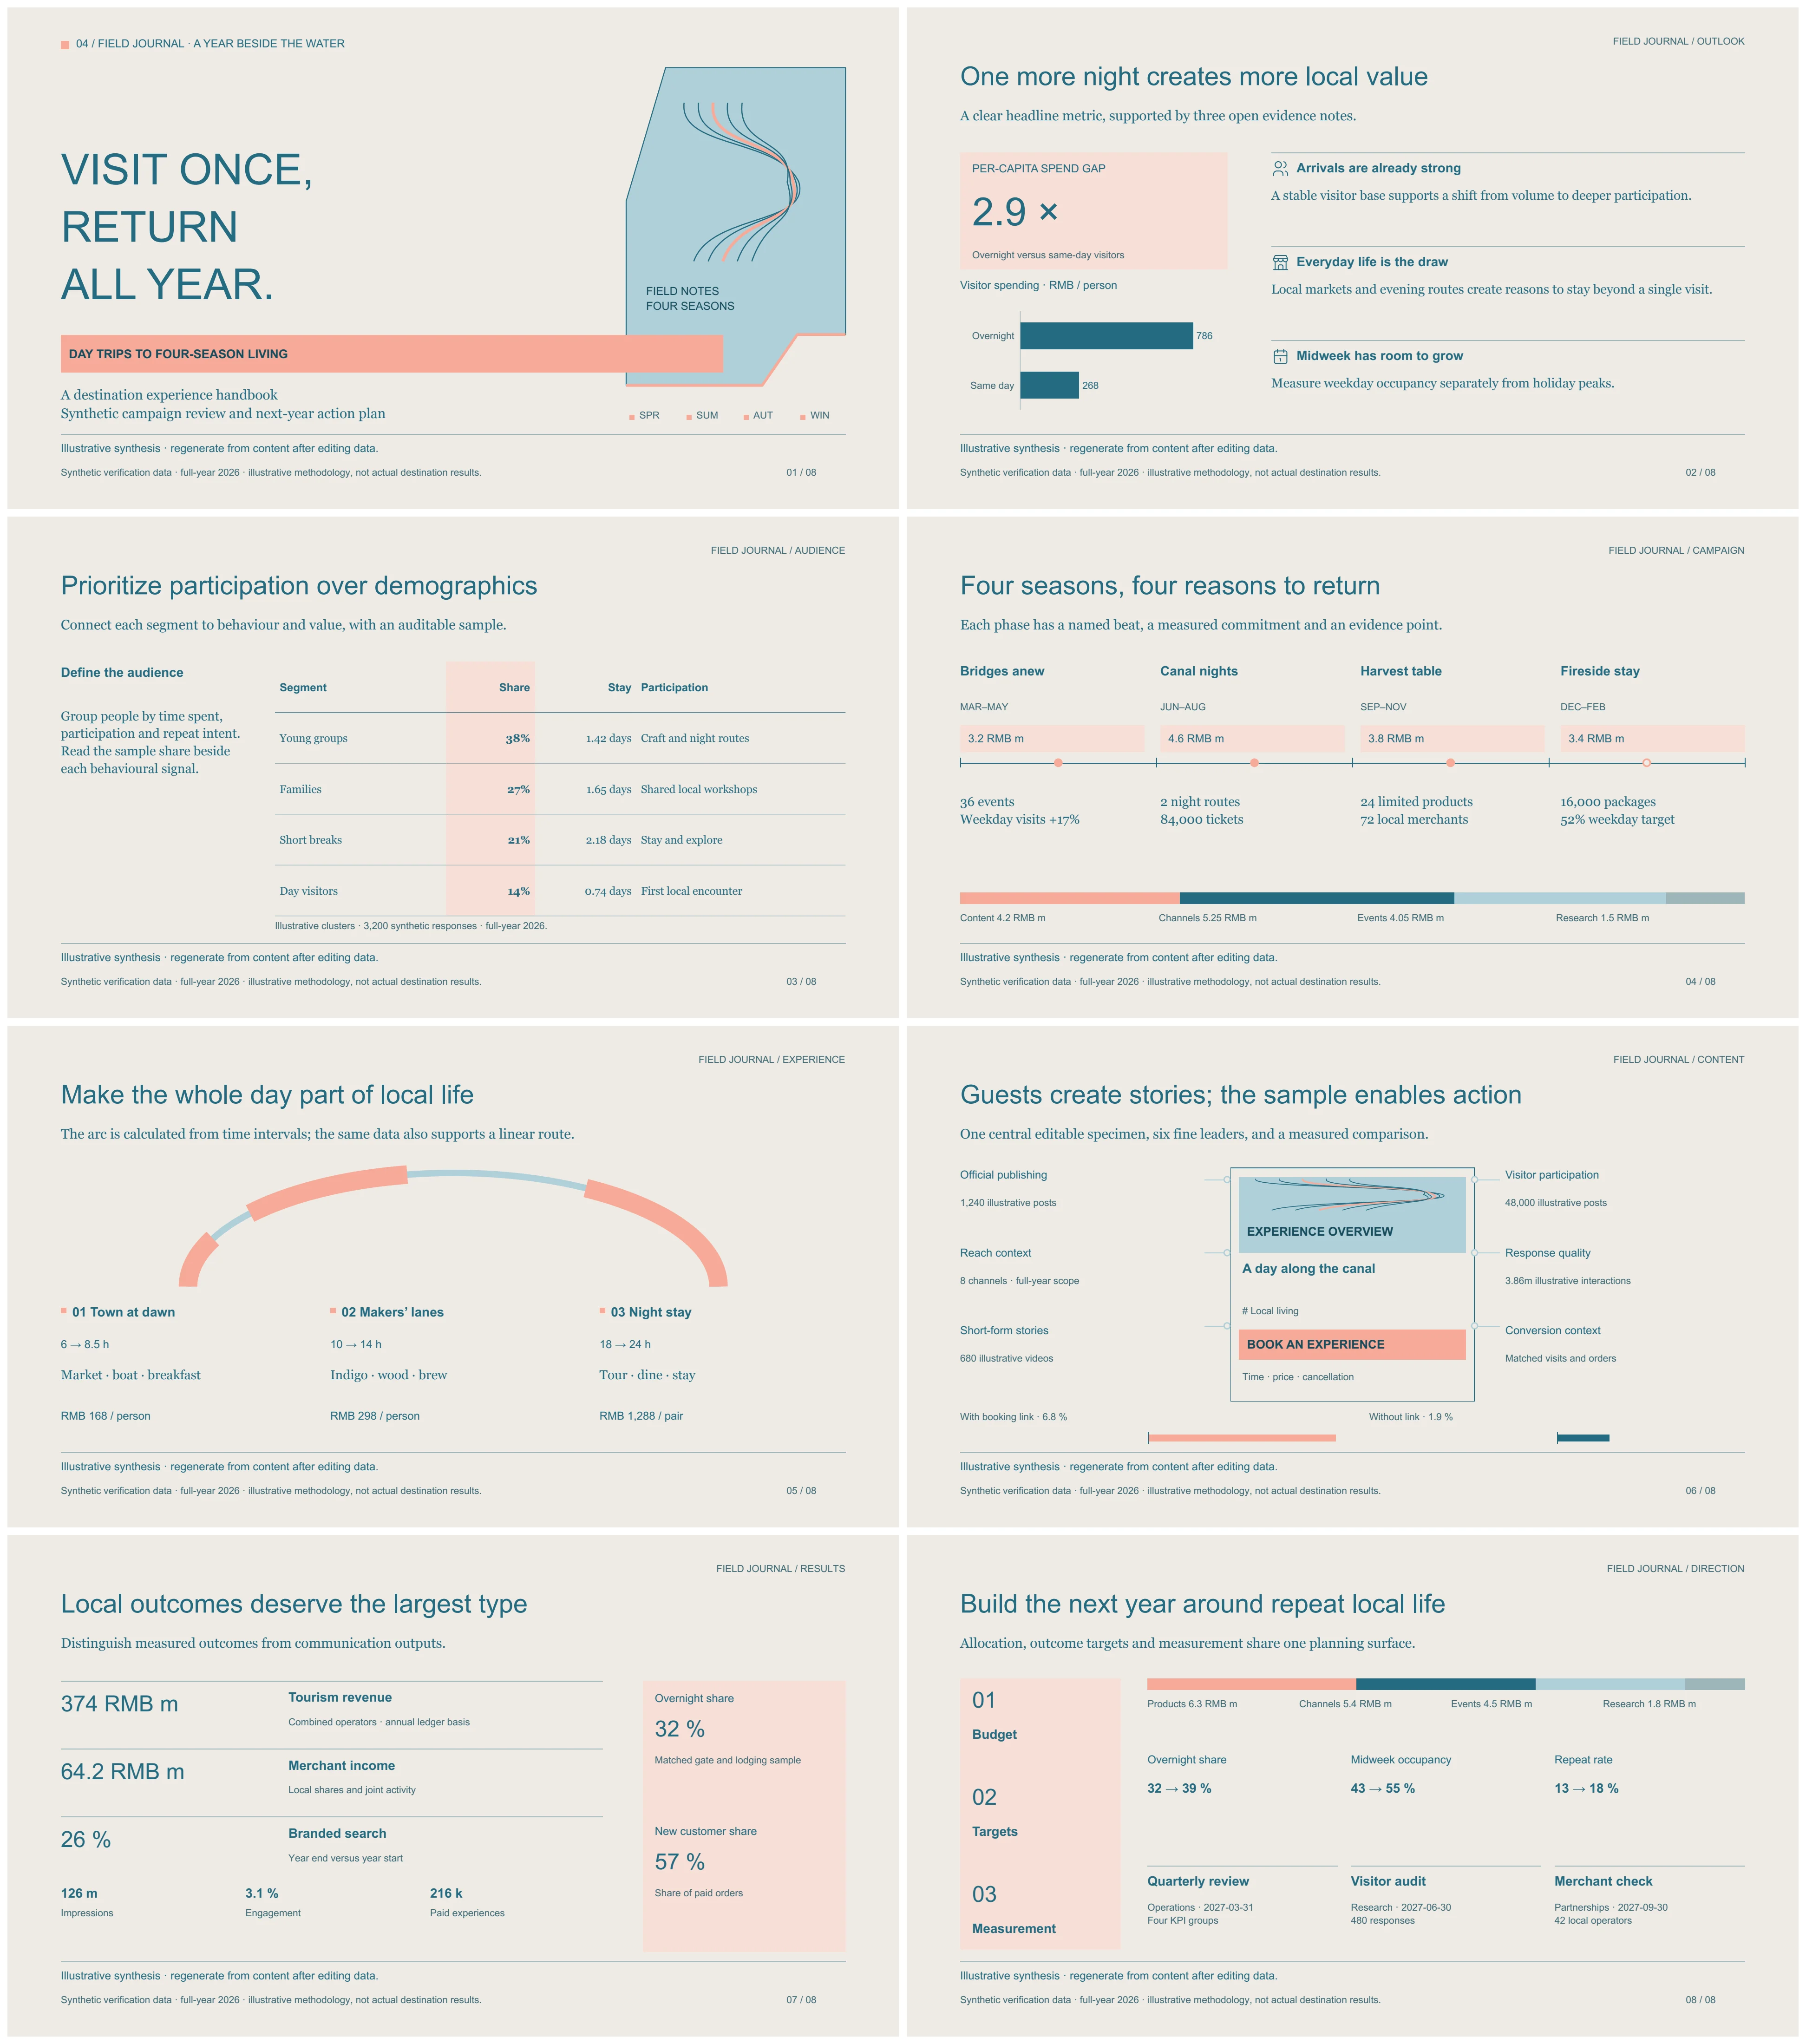 04 / FIELD JOURNAL · A YEAR BESIDE THE WATER
VISIT ONCE,
RETURN
ALL YEAR.
FIELD NOTES
FOUR SEASONS
DAY TRIPS TO FOUR-SEASON LIVING
A destination experience handbook
Synthetic campaign review and next-year action plan
SPR SUM AUT WIN
Illustrative synthesis · regenerate from content after editing data.
Synthetic verification data · full-year 2026 · illustrative methodology, not actual destination results. 01 / 08
FIELD JOURNAL / OUTLOOK
One more night creates more local value
A clear headline metric, supported by three open evidence notes.
PER-CAPITA SPEND GAP
2.9 ×
Overnight versus same-day visitors
Visitor spending · RMB / person
Overnight 786
Same day 268
Arrivals are already strong
A stable visitor base supports a shift from volume to deeper participation.
Everyday life is the draw
Local markets and evening routes create reasons to stay beyond a single visit.
Midweek has room to grow
Measure weekday occupancy separately from holiday peaks.
Illustrative synthesis · regenerate from content after editing data.
Synthetic verification data · full-year 2026 · illustrative methodology, not actual destination results. 02 / 08
FIELD JOURNAL / AUDIENCE
Prioritize participation over demographics
Connect each segment to behaviour and value, with an auditable sample.
Define the audience
Group people by time spent,
participation and repeat intent.
Read the sample share beside
each behavioural signal.
Segment Share Stay Participation
Young groups 38% 1.42 days Craft and night routes
Families 27% 1.65 days Shared local workshops
Short breaks 21% 2.18 days Stay and explore
Day visitors 14% 0.74 days First local encounter
Illustrative clusters · 3,200 synthetic responses · full-year 2026.
Illustrative synthesis · regenerate from content after editing data.
Synthetic verification data · full-year 2026 · illustrative methodology, not actual destination results. 03 / 08
FIELD JOURNAL / CAMPAIGN
Four seasons, four reasons to return
Each phase has a named beat, a measured commitment and an evidence point.
Bridges anew Canal nights Harvest table Fireside stay
MAR–MAY JUN–AUG SEP–NOV DEC–FEB
3.2 RMB m 4.6 RMB m 3.8 RMB m 3.4 RMB m
36 events 2 night routes 24 limited products 16,000 packages
Weekday visits +17% 84,000 tickets 72 local merchants 52% weekday target
Content 4.2 RMB m Channels 5.25 RMB m Events 4.05 RMB m Research 1.5 RMB m
Illustrative synthesis · regenerate from content after editing data.
Synthetic verification data · full-year 2026 · illustrative methodology, not actual destination results. 04 / 08
FIELD JOURNAL / EXPERIENCE
Make the whole day part of local life
The arc is calculated from time intervals; the same data also supports a linear route.
01 Town at dawn 02 Makers’ lanes 03 Night stay
6 → 8.5 h 10 → 14 h 18 → 24 h
Market · boat · breakfast Indigo · wood · brew Tour · dine · stay
RMB 168 / person RMB 298 / person RMB 1,288 / pair
Illustrative synthesis · regenerate from content after editing data.
Synthetic verification data · full-year 2026 · illustrative methodology, not actual destination results. 05 / 08
FIELD JOURNAL / CONTENT
Guests create stories; the sample enables action
One central editable specimen, six fine leaders, and a measured comparison.
Official publishing
1,240 illustrative posts
Reach context
8 channels · full-year scope
Short-form stories
680 illustrative videos
EXPERIENCE OVERVIEW
A day along the canal
# Local living
BOOK AN EXPERIENCE
Time · price · cancellation
Visitor participation
48,000 illustrative posts
Response quality
3.86m illustrative interactions
Conversion context
Matched visits and orders
With booking link · 6.8 % Without link · 1.9 %
Illustrative synthesis · regenerate from content after editing data.
Synthetic verification data · full-year 2026 · illustrative methodology, not actual destination results. 06 / 08
FIELD JOURNAL / RESULTS
Local outcomes deserve the largest type
Distinguish measured outcomes from communication outputs.
374 RMB m Tourism revenue
Combined operators · annual ledger basis
64.2 RMB m Merchant income
Local shares and joint activity
26 % Branded search
Year end versus year start
126 m 3.1 % 216 k
Impressions Engagement Paid experiences
Overnight share
32 %
Matched gate and lodging sample
New customer share
57 %
Share of paid orders
Illustrative synthesis · regenerate from content after editing data.
Synthetic verification data · full-year 2026 · illustrative methodology, not actual destination results. 07 / 08
FIELD JOURNAL / DIRECTION
Build the next year around repeat local life
Allocation, outcome targets and measurement share one planning surface.
01
Budget
02
Targets
03
Measurement
Products 6.3 RMB m Channels 5.4 RMB m Events 4.5 RMB m Research 1.8 RMB m
Overnight share Midweek occupancy Repeat rate
32 → 39 % 43 → 55 % 13 → 18 %
Quarterly review Visitor audit Merchant check
Operations · 2027-03-31 Research · 2027-06-30 Partnerships · 2027-09-30
Four KPI groups 480 responses 42 local operators
Illustrative synthesis · regenerate from content after editing data.
Synthetic verification data · full-year 2026 · illustrative methodology, not actual destination results. 08 / 08